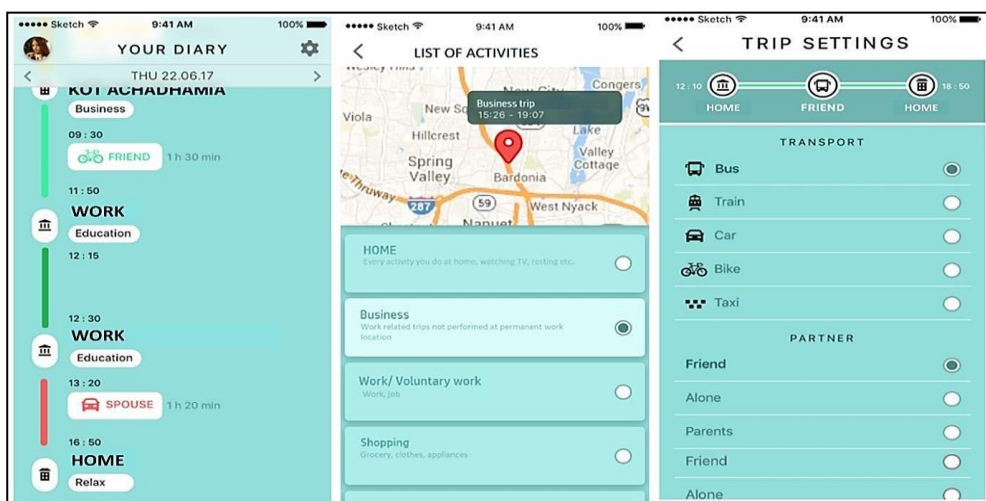 Sketch 9:41 AM 100%
YOUR DIARY
THU 22.06.17
KOT ACHADHAMIA
Business
09 : 30
FRIEND 1 h 30 min
11 : 50
WORK
Education
12 : 15
12 : 30
WORK
Education
13 : 20
SPOUSE 1 h 20 min
16 : 50
HOME
Relax
Sketch 9:41 AM 100%
LIST OF ACTIVITIES
Wesley Hills
New City
Congers
Business trip
15:26 - 19:07
Viola
New Sq
Hillcrest
Lake
Valley
Cottage
Spring
Valley
Bardonia
Thruway
287
59
West Nyack
Nanuet
HOME
Every activity you do at home, watching TV, resting etc.
Business
Work related trips not performed at permanent work
location
Work/ Voluntary work
Work, job
Shopping
Grocery, clothes, appliances
Sketch 9:41 AM 100%
TRIP SETTINGS
12 : 10 18 : 50
HOME FRIEND HOME
TRANSPORT
Bus
Train
Car
Bike
Taxi
PARTNER
Friend
Alone
Parents
Friend
Alone